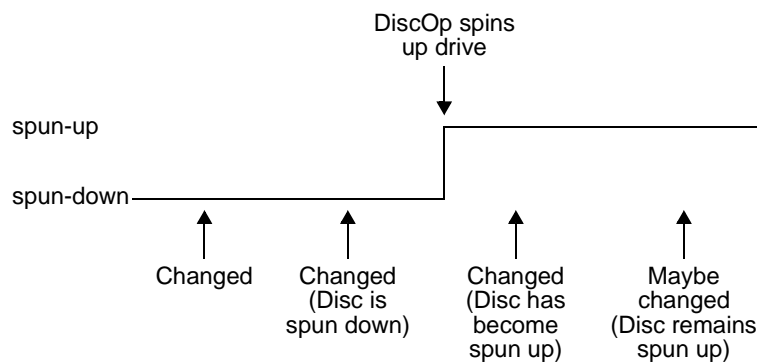 DiscOp spins
up drive
spun-up
spun-down
Changed
Changed
(Disc is
spun down)
Changed
(Disc has
become
spun up)
Maybe
changed
(Disc remains
spun up)